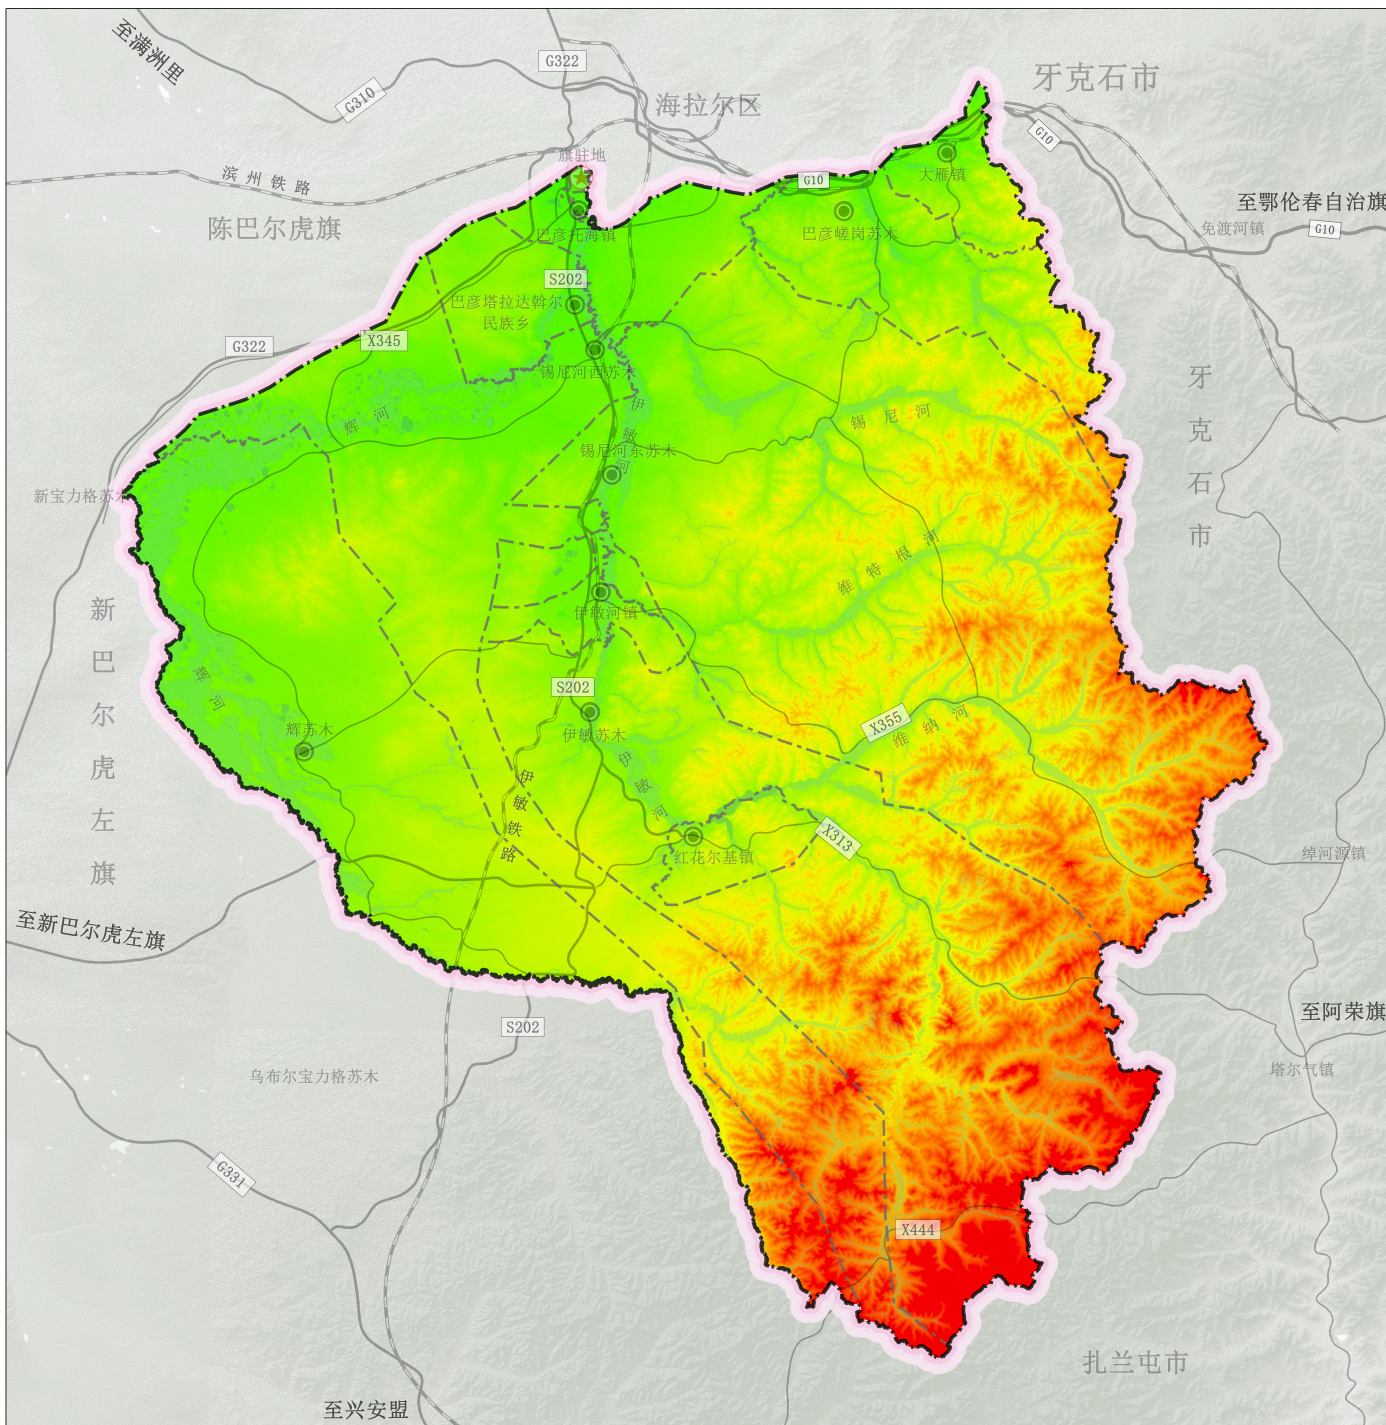 至满洲里
G322
牙克石市
G310
海拉尔区
G10
旗驻地
滨州铁路
G10
大雁镇
至鄂伦春自治旗
陈巴尔虎旗
巴彦托海镇
巴彦嵯岗苏木
免渡河镇
G10
S202
巴彦塔拉达斡尔
民族乡
G322
X345
锡尼河西苏木
牙克石市
辉河
伊敏河
锡尼河
锡尼河东苏木
新宝力格苏木
维特根河
新巴尔虎左旗
伊敏河镇
辉河
S202
X355
维纳河
辉苏木
伊敏苏木
伊敏河
伊敏铁路
X313
红花尔基镇
绰河源镇
至新巴尔虎左旗
S202
至阿荣旗
乌布尔宝力格苏木
塔尔气镇
G331
X444
扎兰屯市
至兴安盟